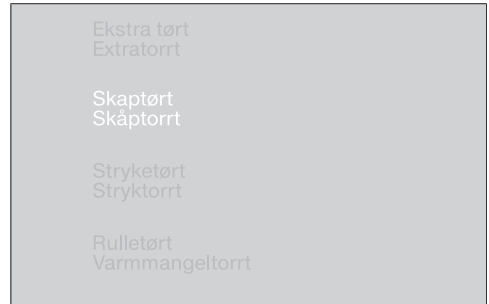 Ekstra tørt
Extratorrt
Skaptørt
Skåptorrt
Stryketørt
Stryktorrt
Rulletørt
Varmmangeltorrt